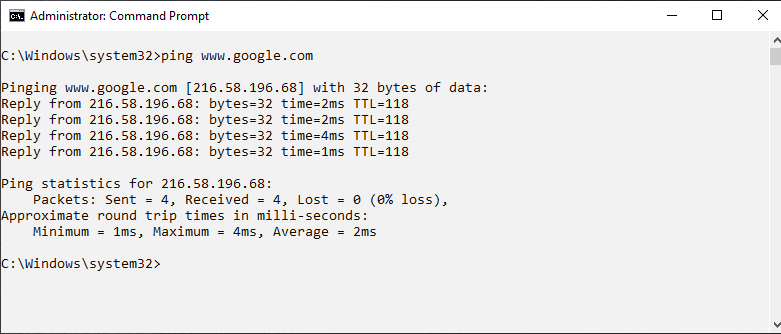 Administrator: Command Prompt
C:\Windows\system32>ping www.google.com
Pinging www.google.com [216.58.196.68] with 32 bytes of data:
Reply from 216.58.196.68: bytes=32 time=2ms TTL=118
Reply from 216.58.196.68: bytes=32 time=2ms TTL=118
Reply from 216.58.196.68: bytes=32 time=4ms TTL=118
Reply from 216.58.196.68: bytes=32 time=1ms TTL=118
Ping statistics for 216.58.196.68:
    Packets: Sent = 4, Received = 4, Lost = 0 (0% loss),
Approximate round trip times in milli-seconds:
    Minimum = 1ms, Maximum = 4ms, Average = 2ms
C:\Windows\system32>